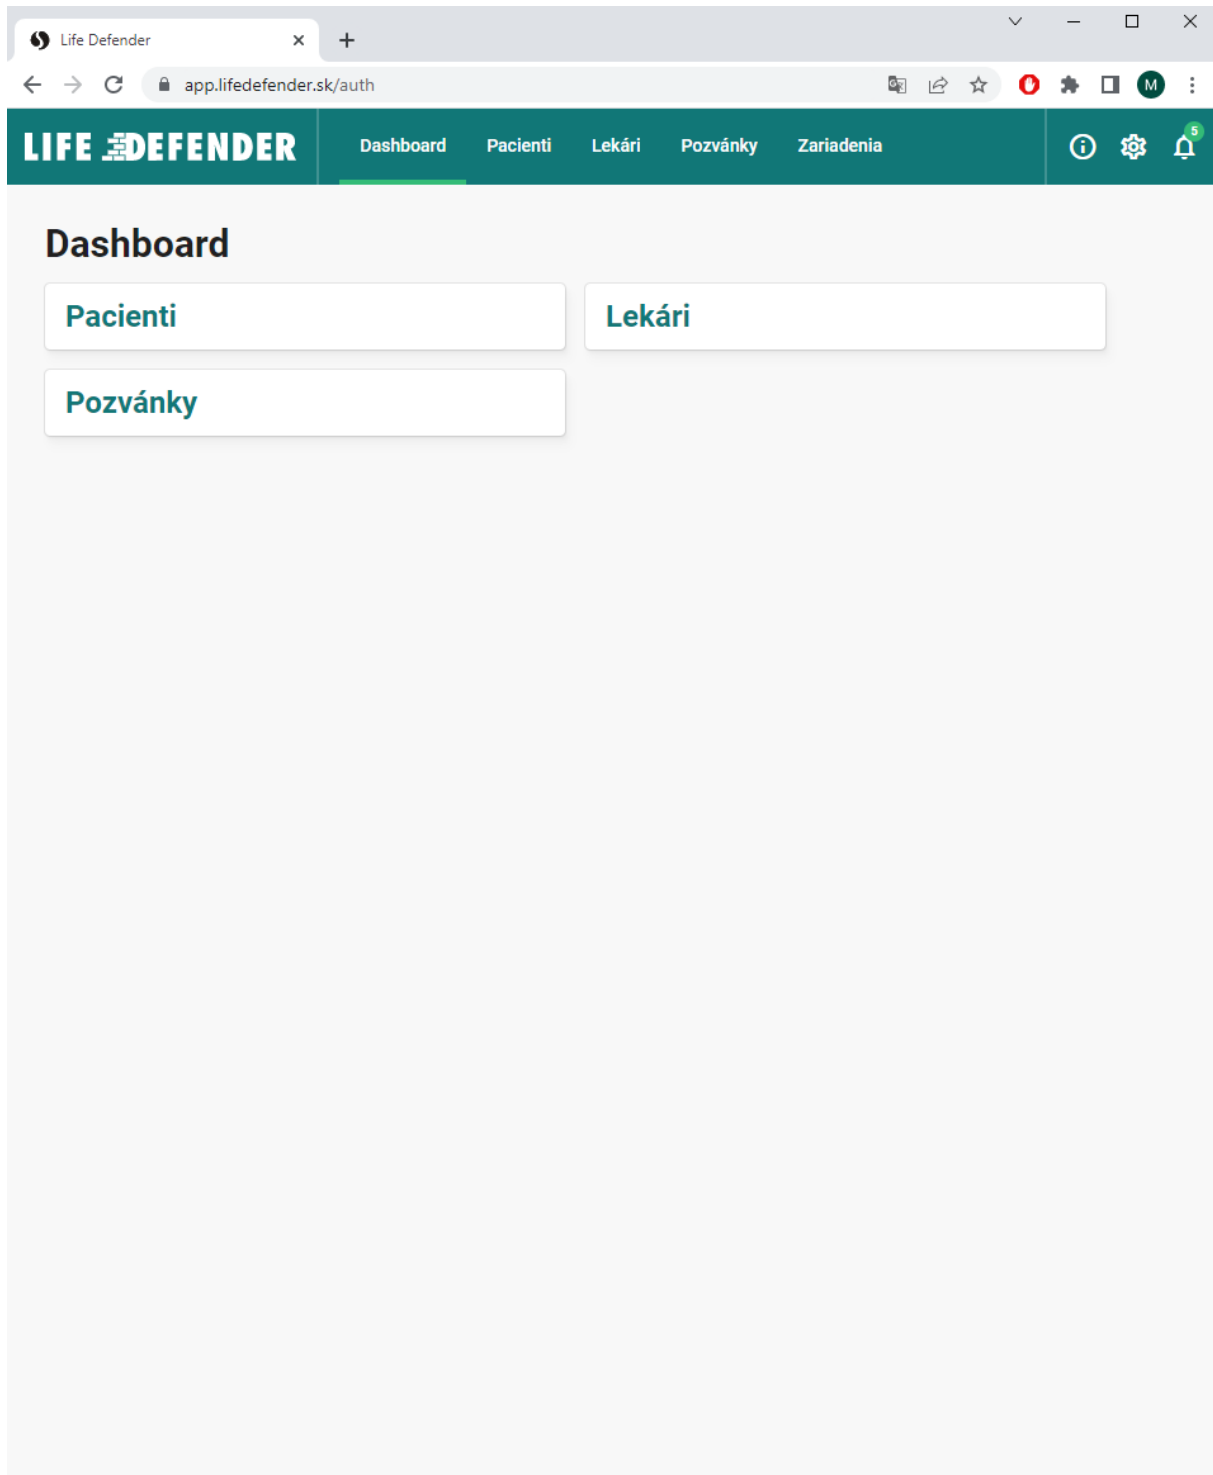 Life Defender
app.lifedefender.sk/auth
M
LIFE DEFENDER
Dashboard Pacienti Lekári Pozvánky Zariadenia
5
Dashboard
Pacienti Lekári
Pozvánky